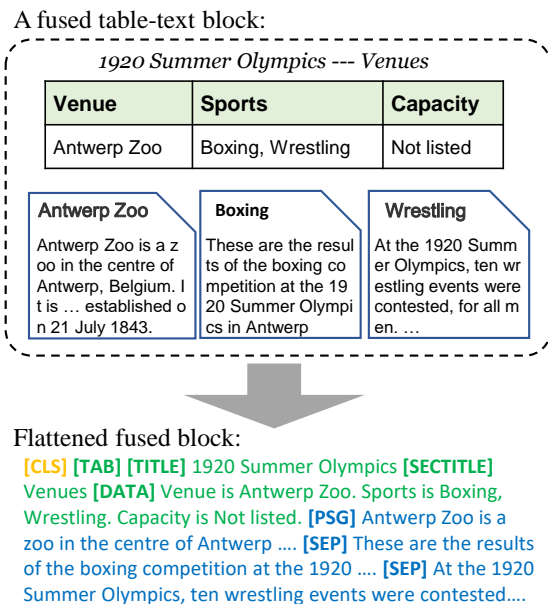 A fused table-text block:
1920 Summer Olympics --- Venues
Venue Sports Capacity
Antwerp Zoo Boxing, Wrestling Not listed
Antwerp Zoo
Antwerp Zoo is a z
oo in the centre of
Antwerp, Belgium. I
t is … established o
n 21 July 1843.
Boxing
These are the resul
ts of the boxing co
mpetition at the 19
20 Summer Olympi
cs in Antwerp
Wrestling
At the 1920 Summ
er Olympics, ten wr
estling events were
contested, for all m
en. …
Flattened fused block:
[CLS] [TAB] [TITLE] 1920 Summer Olympics [SECTITLE]
Venues [DATA] Venue is Antwerp Zoo. Sports is Boxing,
Wrestling. Capacity is Not listed. [PSG] Antwerp Zoo is a
zoo in the centre of Antwerp .... [SEP] These are the results
of the boxing competition at the 1920 .... [SEP] At the 1920
Summer Olympics, ten wrestling events were contested....